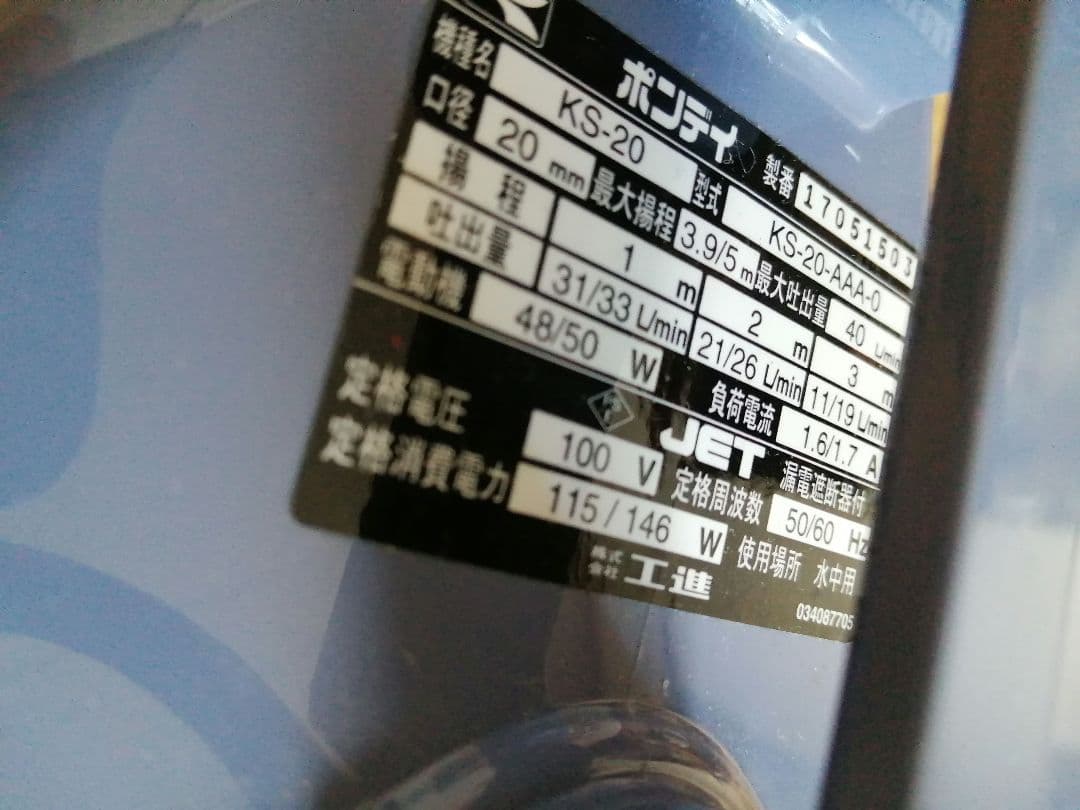 ポンディ 製番 17051503
機種名 KS-20 型式 KS-20-AAA-0
口径 20 mm 最大揚程 3.9/5 m 最大吐出量 40 L/min
揚程 1 m 2 m 3 m
吐出量 31/33 L/min 21/26 L/min 11/19 L/min
電動機 48/50 W 負荷電流 1.6/1.7 A
JET 漏電遮断器付
定格電圧 100 V 定格周波数 50/60 Hz
定格消費電力 115/146 W 使用場所 水中用
株式会社 工進
034087705